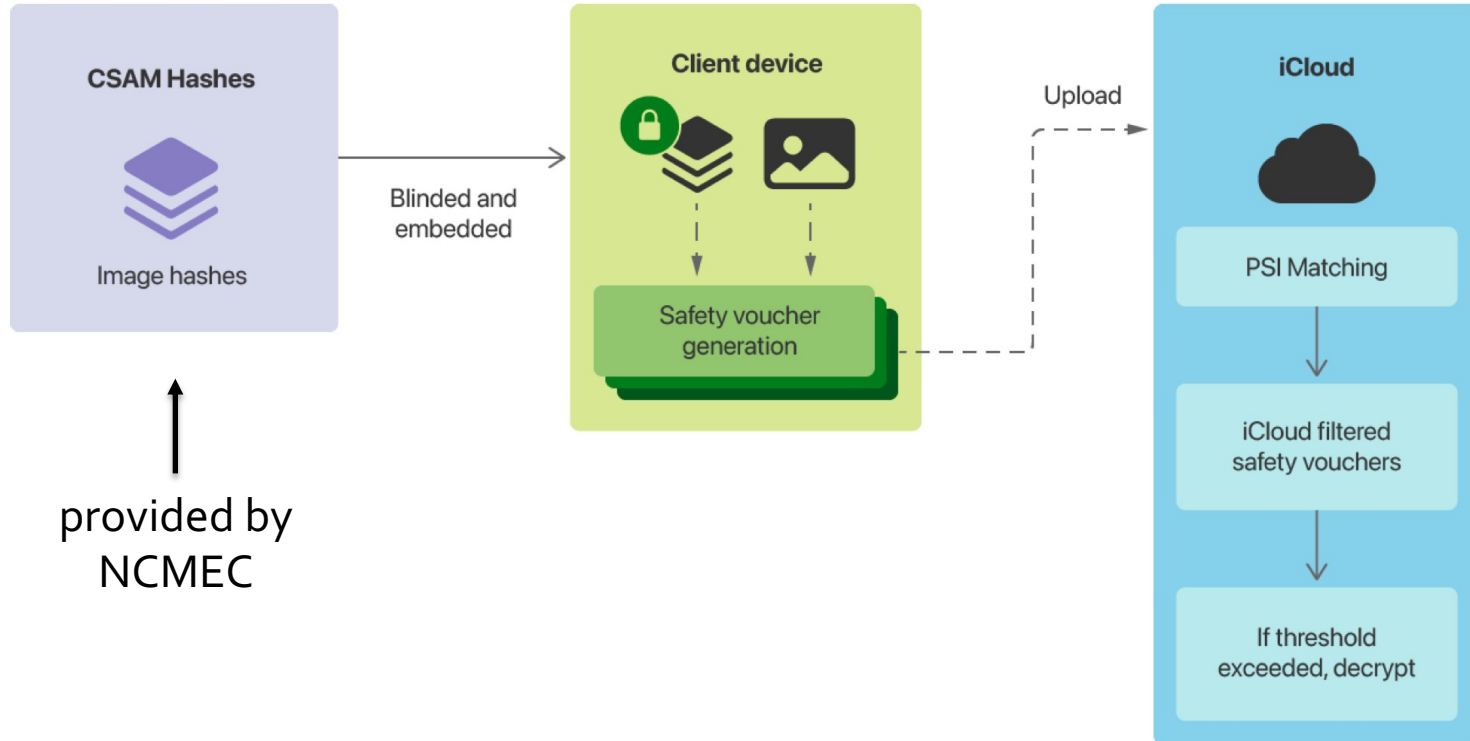 CSAM Hashes
Image hashes
provided by
NCMEC
Blinded and
embedded
Client device
Safety voucher
generation
Upload
iCloud
PSI Matching
iCloud filtered
safety vouchers
If threshold
exceeded, decrypt